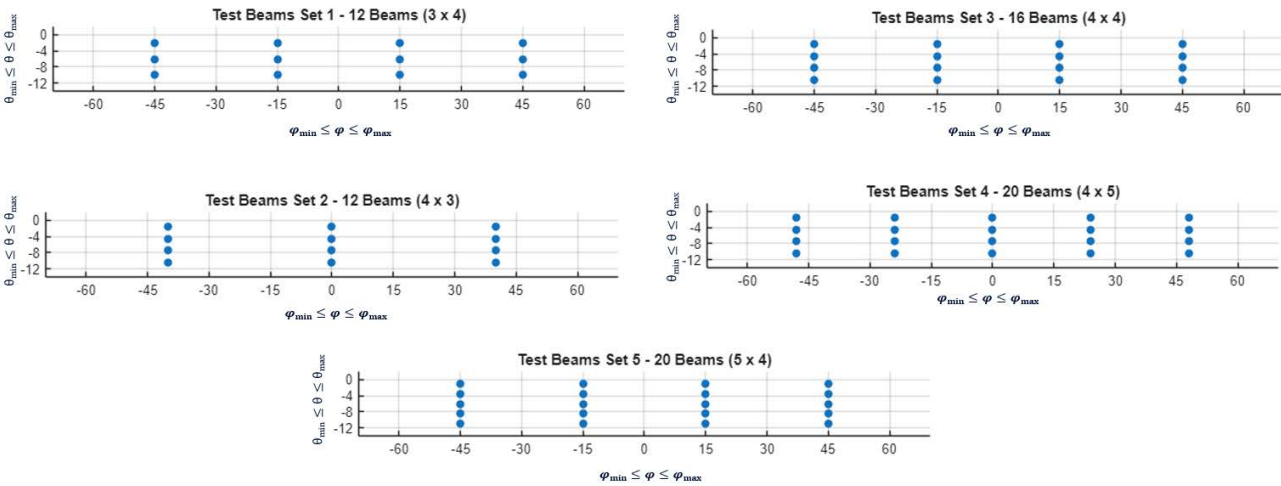 Test Beams Set 1 - 12 Beams (3 x 4)
θmin ≤ θ ≤ θmax
0
-4
-8
-12
-60 -45 -30 -15 0 15 30 45 60
φmin ≤ φ ≤ φmax
Test Beams Set 3 - 16 Beams (4 x 4)
θmin ≤ θ ≤ θmax
0
-4
-8
-12
-60 -45 -30 -15 0 15 30 45 60
φmin ≤ φ ≤ φmax
Test Beams Set 2 - 12 Beams (4 x 3)
θmin ≤ θ ≤ θmax
0
-4
-8
-12
-60 -45 -30 -15 0 15 30 45 60
φmin ≤ φ ≤ φmax
Test Beams Set 4 - 20 Beams (4 x 5)
θmin ≤ θ ≤ θmax
0
-4
-8
-12
-60 -45 -30 -15 0 15 30 45 60
φmin ≤ φ ≤ φmax
Test Beams Set 5 - 20 Beams (5 x 4)
θmin ≤ θ ≤ θmax
0
-4
-8
-12
-60 -45 -30 -15 0 15 30 45 60
φmin ≤ φ ≤ φmax